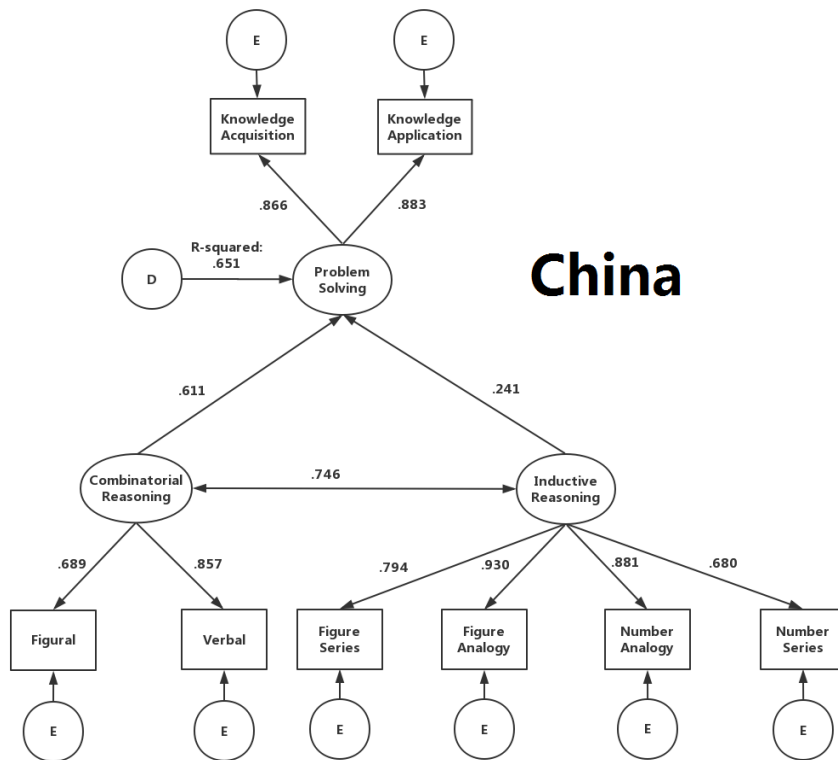 E
E
Knowledge
Acquisition
Knowledge
Application
.866
.883
R-squared:
.651
D
Problem
Solving
China
.611
.241
Combinatorial
Reasoning
.746
Inductive
Reasoning
.689
.857
.794
.930
.881
.680
Figural
Verbal
Figure
Series
Figure
Analogy
Number
Analogy
Number
Series
E
E
E
E
E
E